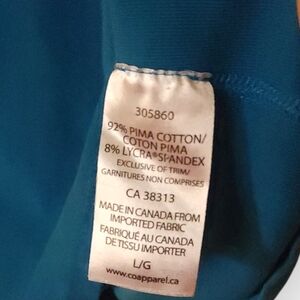 305860
92% PIMA COTTON/
COTON PIMA
8% LYCRA®SPANDEX
EXCLUSIVE OF TRIM/
GARNITURES NON COMPRISES
CA 38313
MADE IN CANADA FROM
IMPORTED FABRIC
FABRIQUÉ AU CANADA
DE TISSU IMPORTER
L/G
www.coapparel.ca